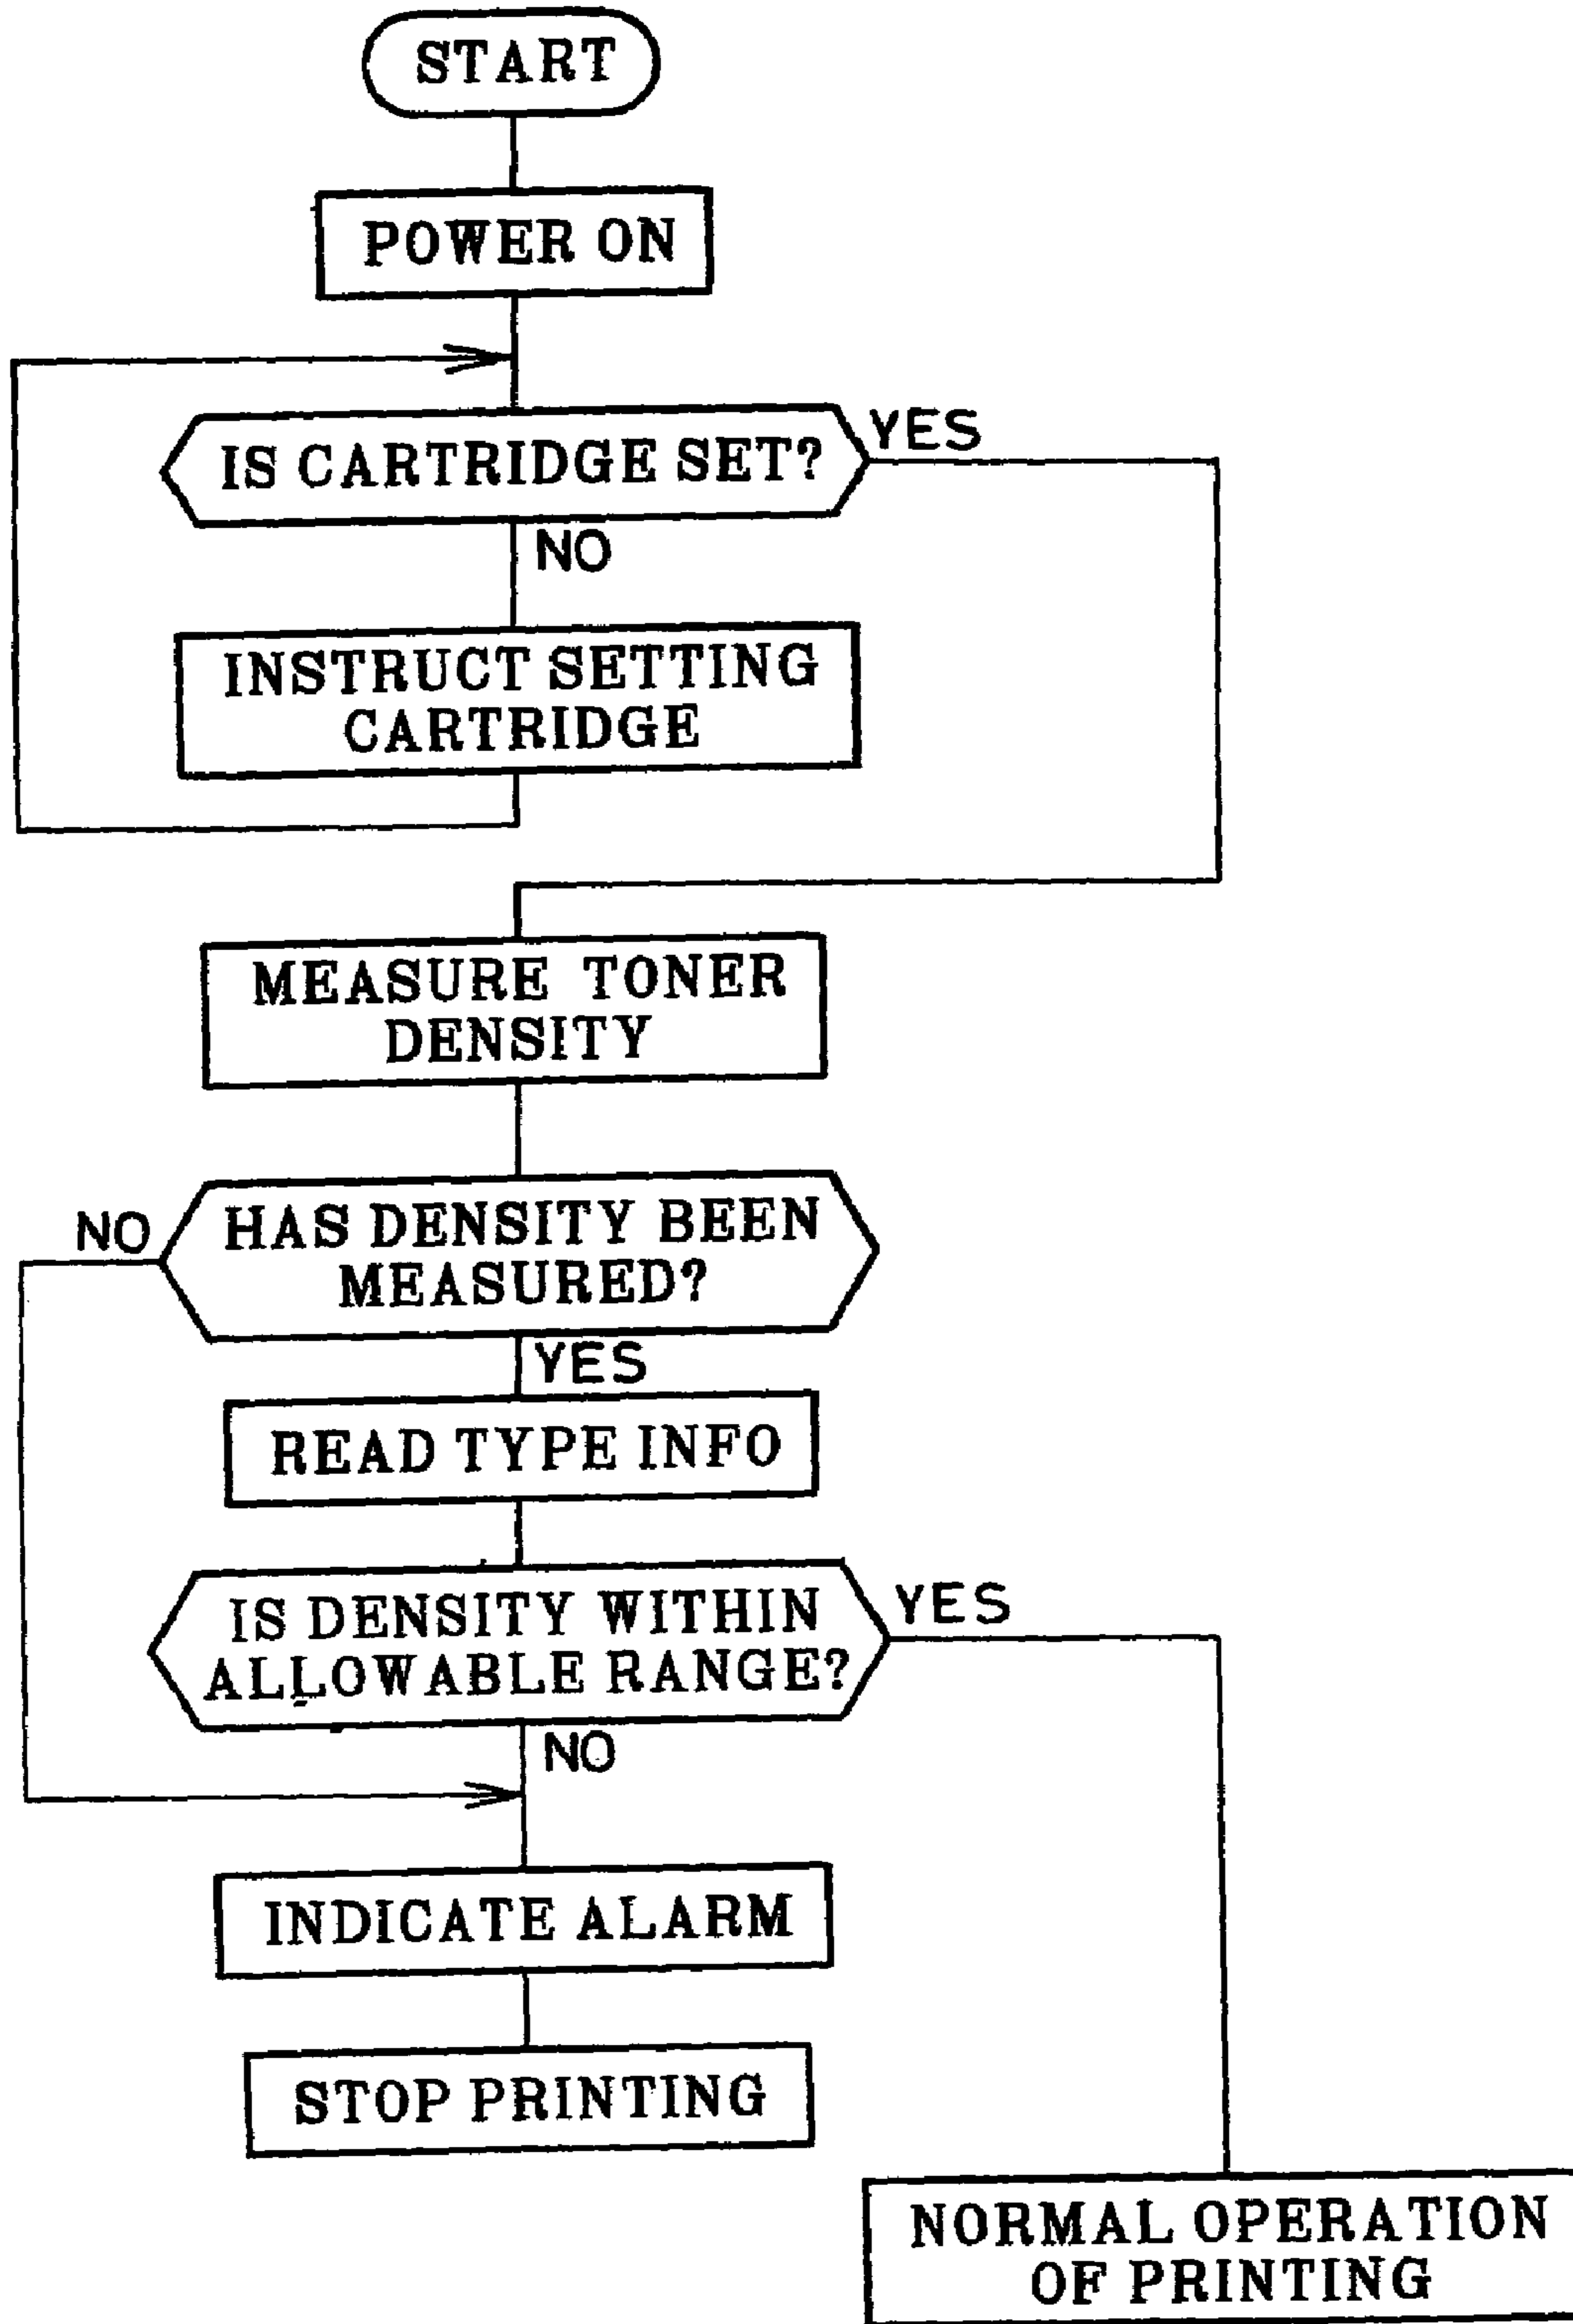 START
POWER ON
IS CARTRIDGE SET?
YES
NO
INSTRUCT SETTING
CARTRIDGE
MEASURE TONER
DENSITY
NO
HAS DENSITY BEEN
MEASURED?
YES
READ TYPE INFO
IS DENSITY WITHIN
ALLOWABLE RANGE?
YES
NO
INDICATE ALARM
STOP PRINTING
NORMAL OPERATION
OF PRINTING